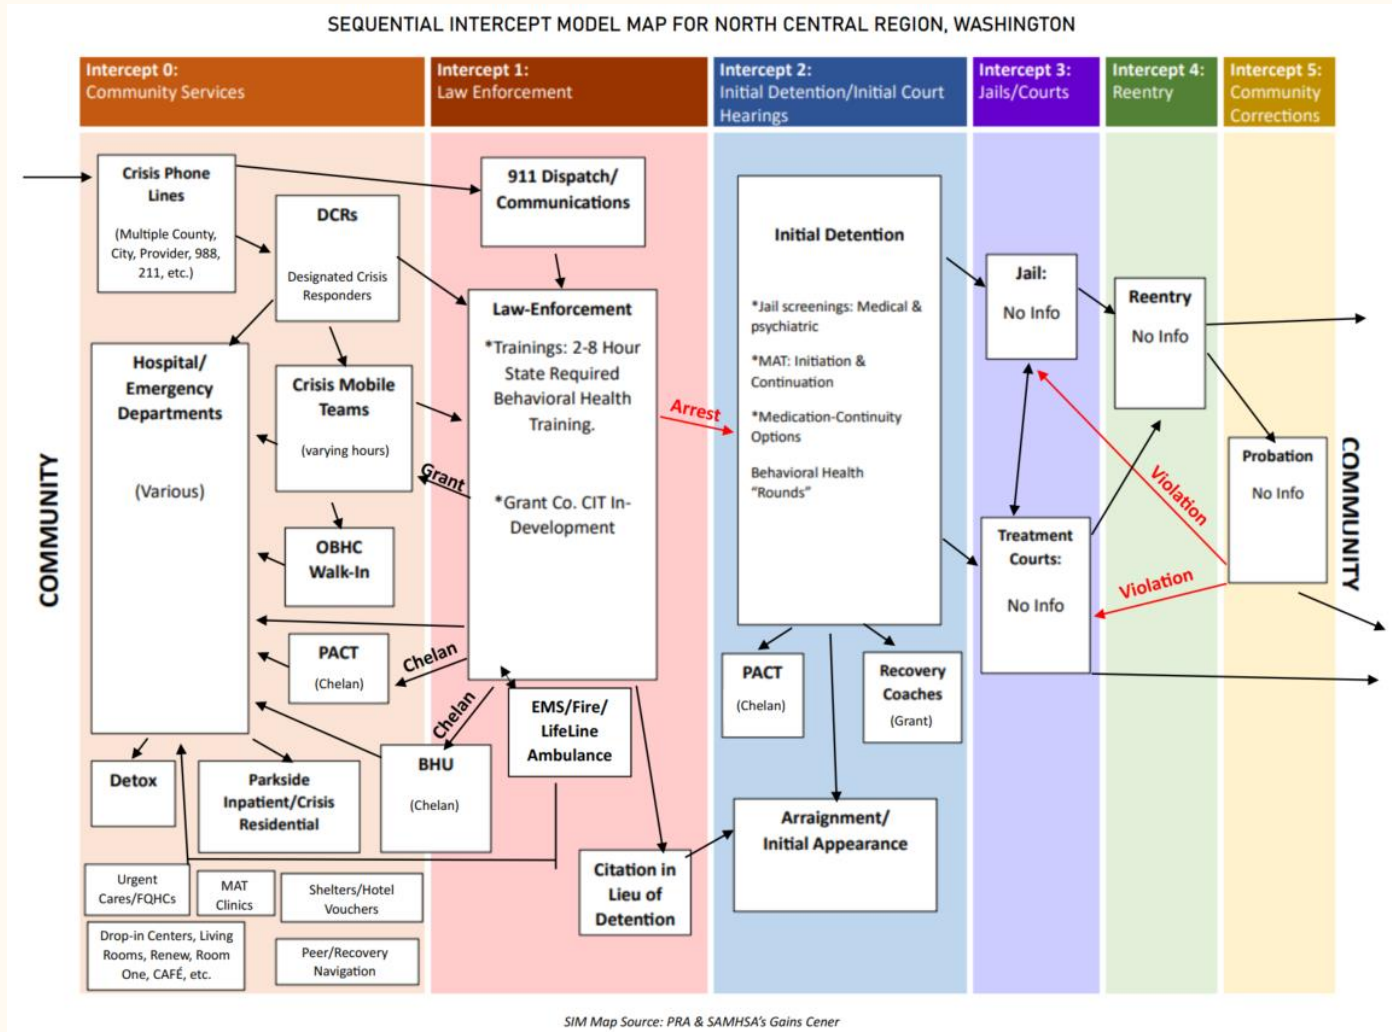 SEQUENTIAL INTERCEPT MODEL MAP FOR NORTH CENTRAL REGION, WASHINGTON
Intercept 0:
Community Services
Intercept 1:
Law Enforcement
Intercept 2:
Initial Detention/Initial Court
Hearings
Intercept 3:
Jails/Courts
Intercept 4:
Reentry
Intercept 5:
Community
Corrections
COMMUNITY
Crisis Phone
Lines
(Multiple County,
City, Provider, 988,
211, etc.)
DCRs
Designated Crisis
Responders
Hospital/
Emergency
Departments
(Various)
Crisis Mobile
Teams
(varying hours)
OBHC
Walk-In
PACT
(Chelan)
Detox
Parkside
Inpatient/Crisis
Residential
BHU
(Chelan)
Urgent
Cares/FQHCs
MAT
Clinics
Shelters/Hotel
Vouchers
Drop-in Centers, Living
Rooms, Renew, Room
One, CAFÉ, etc.
Peer/Recovery
Navigation
911 Dispatch/
Communications
Law-Enforcement
*Trainings: 2-8 Hour
State Required
Behavioral Health
Training.
*Grant Co. CIT In-
Development
Grant
Chelan
Chelan
EMS/Fire/
LifeLine
Ambulance
Citation in
Lieu of
Detention
Arrest
Initial Detention
*Jail screenings: Medical &
psychiatric
*MAT: Initiation &
Continuation
*Medication-Continuity
Options
Behavioral Health
“Rounds”
PACT
(Chelan)
Recovery
Coaches
(Grant)
Arraignment/
Initial Appearance
Jail:
No Info
Treatment
Courts:
No Info
Reentry
No Info
Violation
Violation
Probation
No Info
COMMUNITY
SIM Map Source: PRA & SAMHSA's Gains Cener